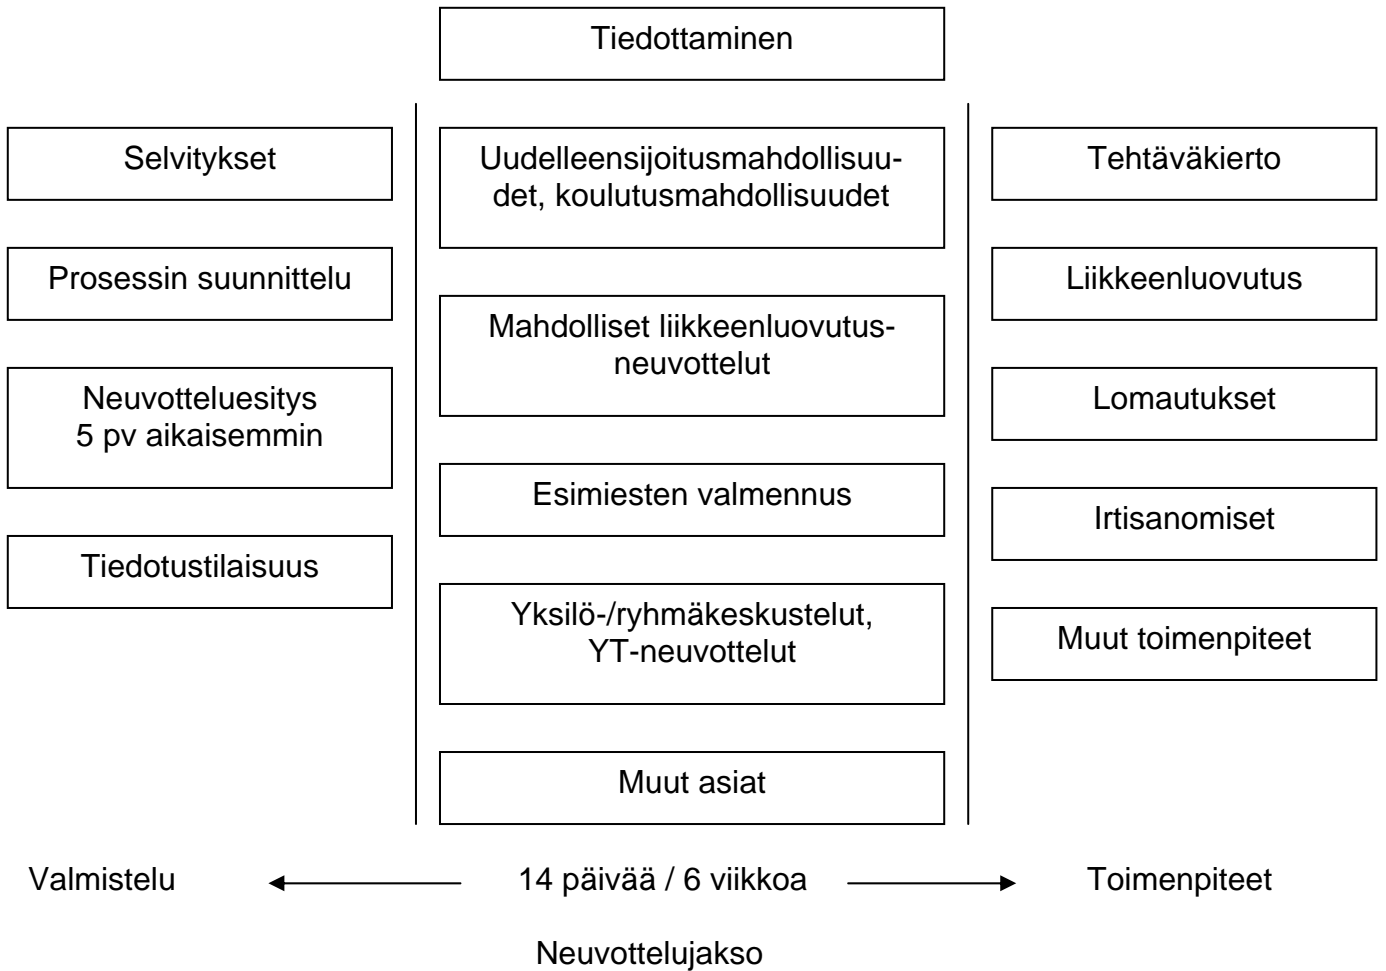 Tiedottaminen
Selvitykset
Prosessin suunnittelu
Neuvotteluesitys
5 pv aikaisemmin
Tiedotustilaisuus
Uudelleensijoitusmahdollisuu-
det, koulutusmahdollisuudet
Mahdolliset liikkeenluovutus-
neuvottelut
Esimiesten valmennus
Yksilö-/ryhmäkeskustelut,
YT-neuvottelut
Muut asiat
Tehtäväkierto
Liikkeenluovutus
Lomautukset
Irtisanomiset
Muut toimenpiteet
Valmistelu
14 päivää / 6 viikkoa
Toimenpiteet
Neuvottelujakso